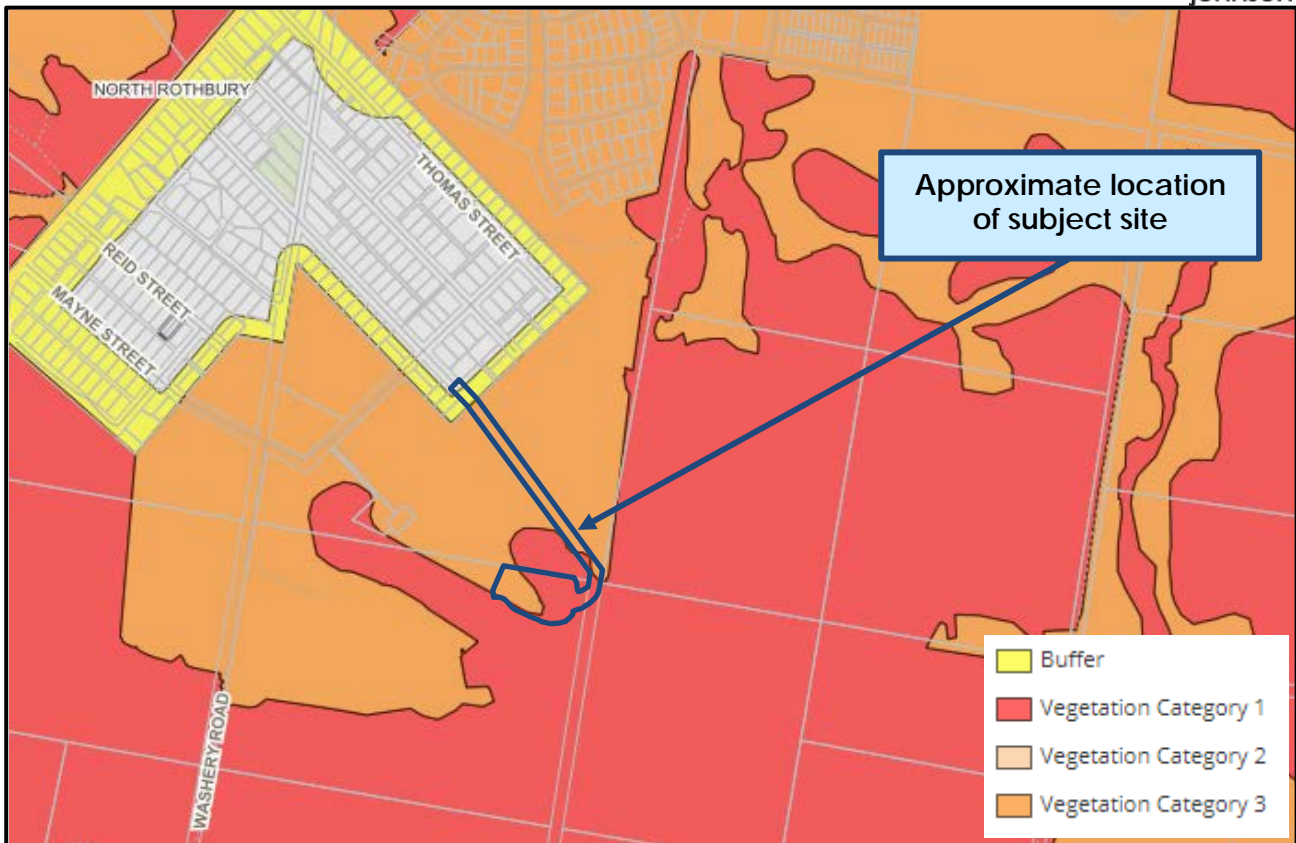 NORTH ROTHBURY
THOMAS STREET
REID STREET
MAYNE STREET
WASHERY ROAD
Approximate location
of subject site
Buffer
Vegetation Category 1
Vegetation Category 2
Vegetation Category 3